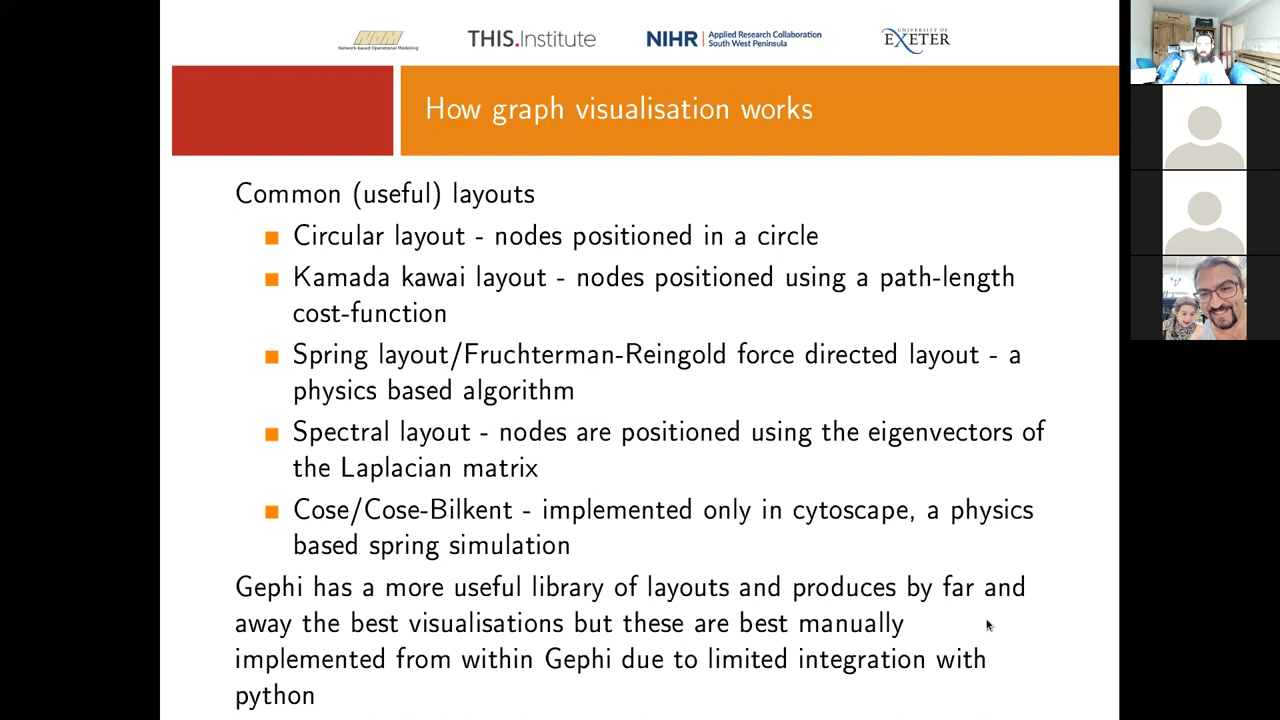 NOM
Network-based Operational Modelling
THIS.Institute
NIHR | Applied Research Collaboration
South West Peninsula
UNIVERSITY OF
EXETER
How graph visualisation works
Common (useful) layouts
Circular layout - nodes positioned in a circle
Kamada kawai layout - nodes positioned using a path-length
cost-function
Spring layout/Fruchterman-Reingold force directed layout - a
physics based algorithm
Spectral layout - nodes are positioned using the eigenvectors of
the Laplacian matrix
Cose/Cose-Bilkent - implemented only in cytoscape, a physics
based spring simulation
Gephi has a more useful library of layouts and produces by far and
away the best visualisations but these are best manually
implemented from within Gephi due to limited integration with
python